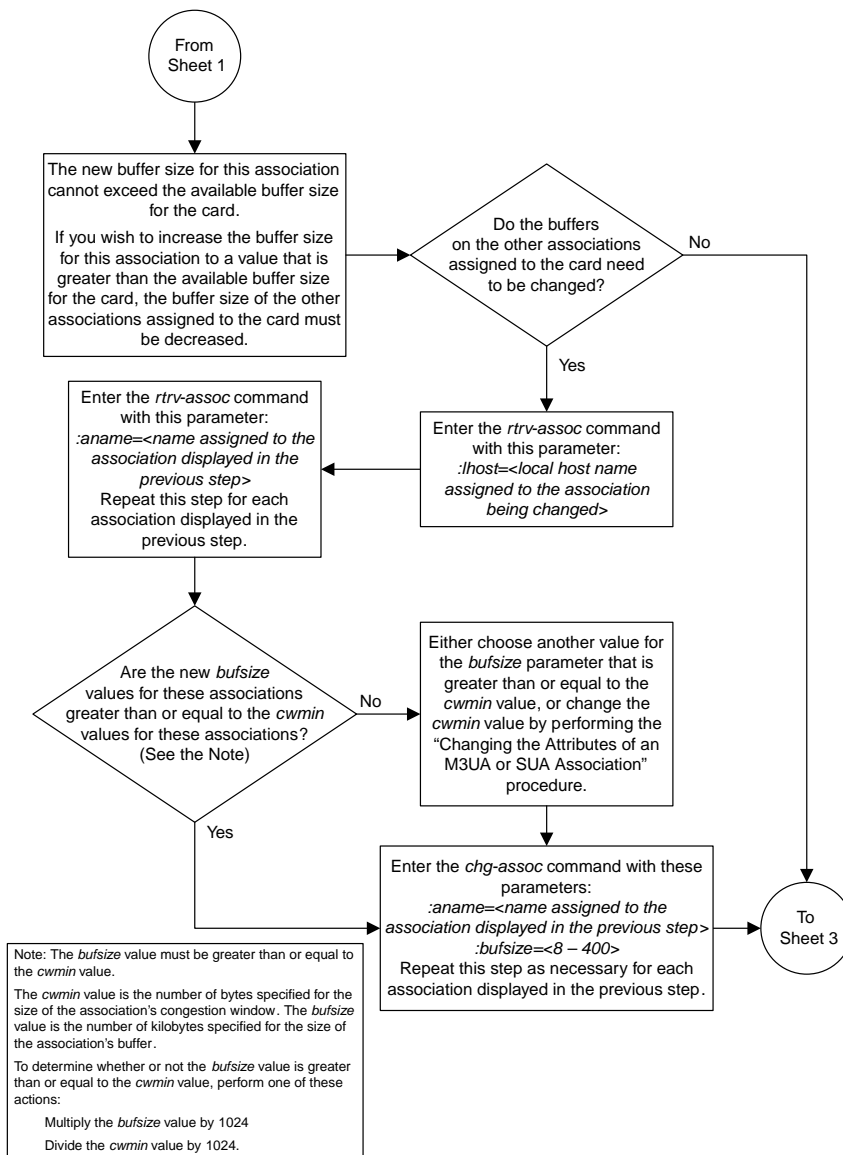 From
Sheet 1
The new buffer size for this association
cannot exceed the available buffer size
for the card.
If you wish to increase the buffer size
for this association to a value that is
greater than the available buffer size
for the card, the buffer size of the other
associations assigned to the card must
be decreased.
Do the buffers
on the other associations
assigned to the card need
to be changed?
No
Yes
Enter the rtrv-assoc command
with this parameter:
:lhost=<local host name
assigned to the association
being changed>
Enter the rtrv-assoc command
with this parameter:
:aname=<name assigned to the
association displayed in the
previous step>
Repeat this step for each
association displayed in the
previous step.
Are the new bufsize
values for these associations
greater than or equal to the cwmin
values for these associations?
(See the Note)
No
Yes
Either choose another value for
the bufsize parameter that is
greater than or equal to the
cwmin value, or change the
cwmin value by performing the
“Changing the Attributes of an
M3UA or SUA Association”
procedure.
Enter the chg-assoc command with these
parameters:
:aname=<name assigned to the
association displayed in the previous step>
:bufsize=<8 – 400>
Repeat this step as necessary for each
association displayed in the previous step.
To
Sheet 3
Note: The bufsize value must be greater than or equal to
the cwmin value.
The cwmin value is the number of bytes specified for the
size of the association’s congestion window. The bufsize
value is the number of kilobytes specified for the size of
the association’s buffer.
To determine whether or not the bufsize value is greater
than or equal to the cwmin value, perform one of these
actions:
Multiply the bufsize value by 1024
Divide the cwmin value by 1024.